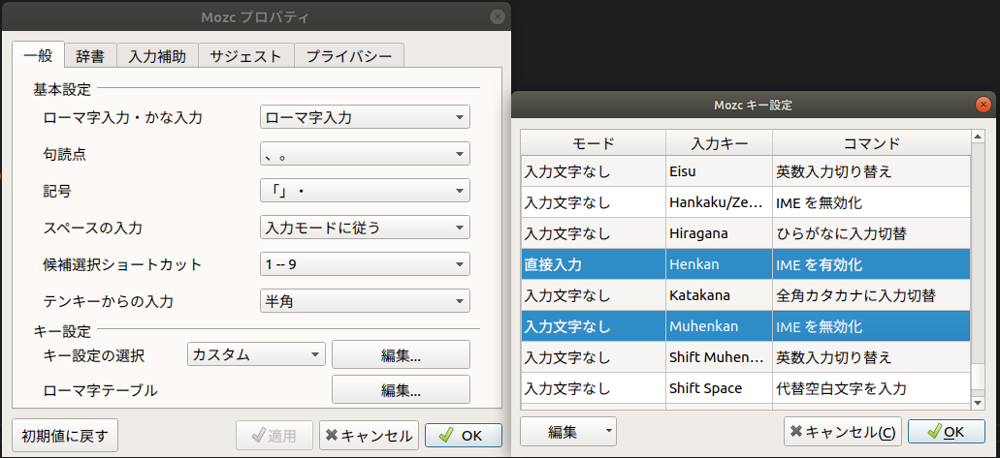 Mozc プロパティ
一般 辞書 入力補助 サジェスト プライバシー
基本設定
ローマ字入力・かな入力 ローマ字入力
句読点 、。
記号 「」・
スペースの入力 入力モードに従う
候補選択ショートカット 1 -- 9
テンキーからの入力 半角
キー設定
キー設定の選択 カスタム 編集...
ローマ字テーブル 編集...
初期値に戻す 適用 キャンセル OK
Mozc キー設定
モード 入力キー コマンド
入力文字なし Eisu 英数入力切り替え
入力文字なし Hankaku/Ze... IME を無効化
入力文字なし Hiragana ひらがなに入力切替
直接入力 Henkan IME を有効化
入力文字なし Katakana 全角カタカナに入力切替
入力文字なし Muhenkan IME を無効化
入力文字なし Shift Muhen... 英数入力切り替え
入力文字なし Shift Space 代替空白文字を入力
編集 キャンセル(C) OK